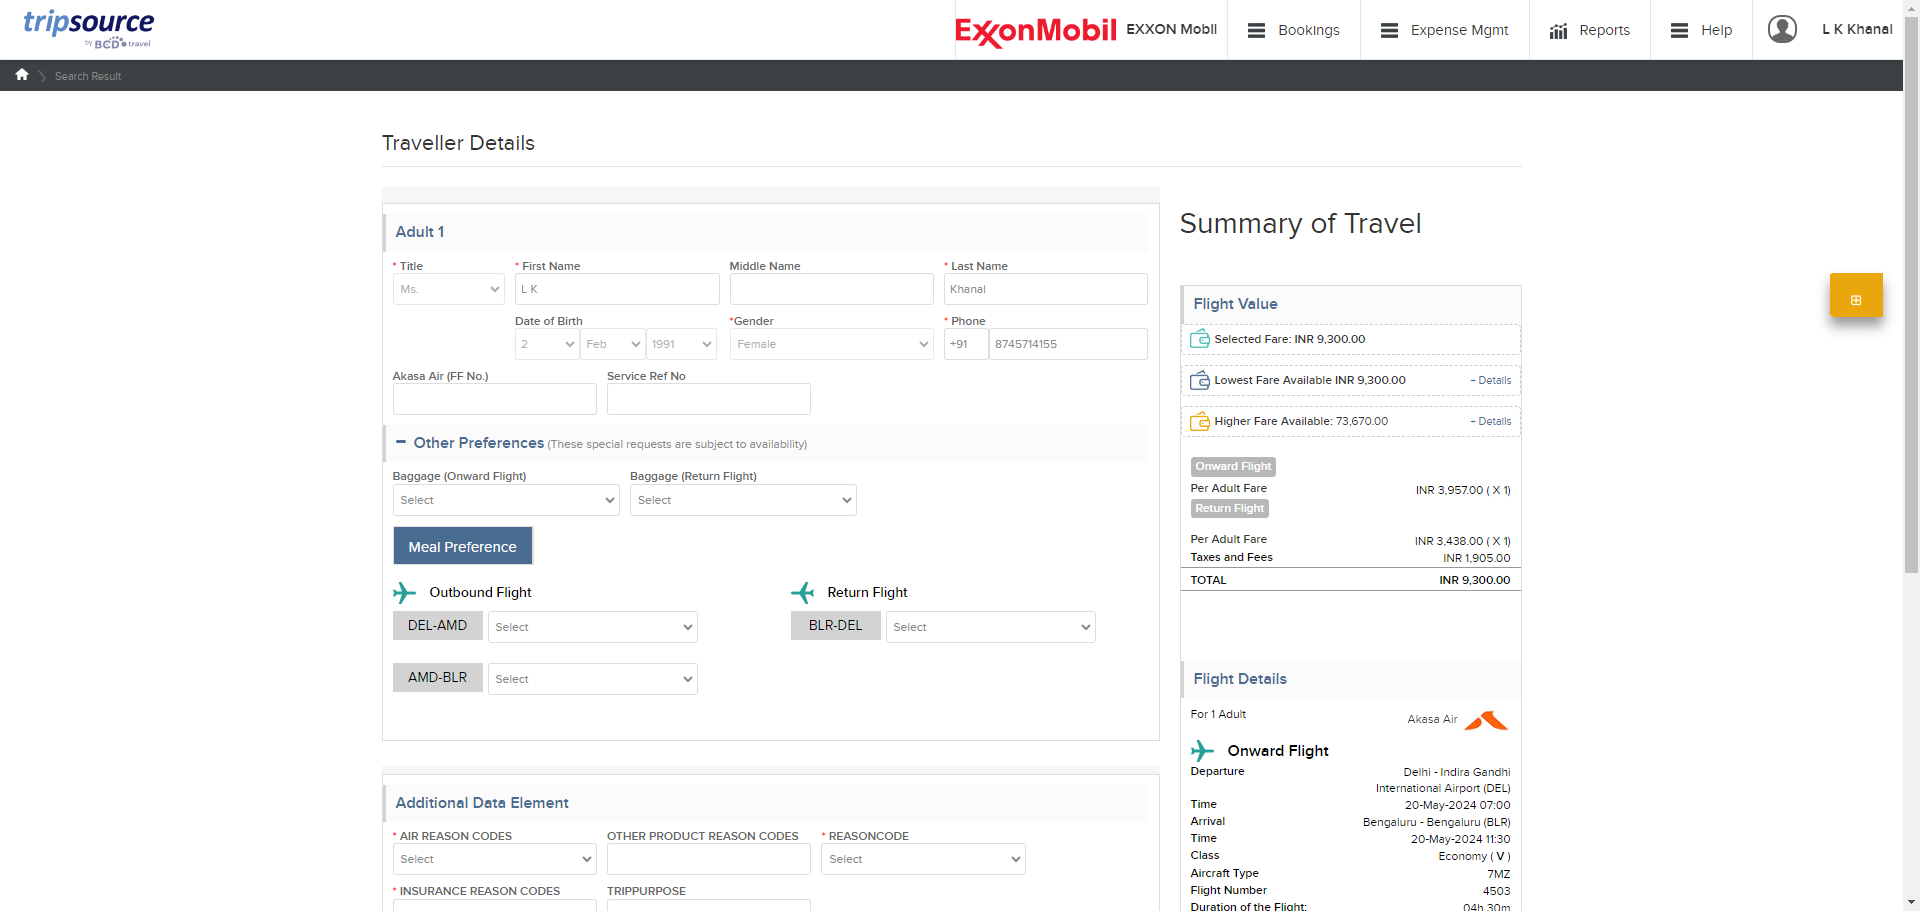 tripsource
by BCD travel
ExxonMobil
EXXON Mobil
Bookings
Expense Mgmt
Reports
Help
L K Khanal
Search Result
Traveller Details
Adult 1
* Title
* First Name
Middle Name
* Last Name
Ms.
L K
Khanal
Date of Birth
*Gender
* Phone
2
Feb
1991
Female
+91
8745714155
Akasa Air (FF No.)
Service Ref No
Other Preferences (These special requests are subject to availability)
Baggage (Onward Flight)
Baggage (Return Flight)
Select
Select
Meal Preference
Outbound Flight
Return Flight
DEL-AMD
Select
BLR-DEL
Select
AMD-BLR
Select
Additional Data Element
* AIR REASON CODES
OTHER PRODUCT REASON CODES
* REASONCODE
Select
Select
* INSURANCE REASON CODES
TRIPPURPOSE
Summary of Travel
Flight Value
Selected Fare: INR 9,300.00
Lowest Fare Available INR 9,300.00
+ Details
Higher Fare Available: 73,670.00
+ Details
Onward Flight
Per Adult Fare
INR 3,957.00 ( X 1)
Return Flight
Per Adult Fare
INR 3,438.00 ( X 1)
Taxes and Fees
INR 1,905.00
TOTAL
INR 9,300.00
Flight Details
For 1 Adult
Akasa Air
Onward Flight
Departure
Delhi - Indira Gandhi
International Airport (DEL)
Time
20-May-2024 07:00
Arrival
Bengaluru - Bengaluru (BLR)
Time
20-May-2024 11:30
Class
Economy ( V )
Aircraft Type
7MZ
Flight Number
4503
Duration of the Flight:
04h 30m